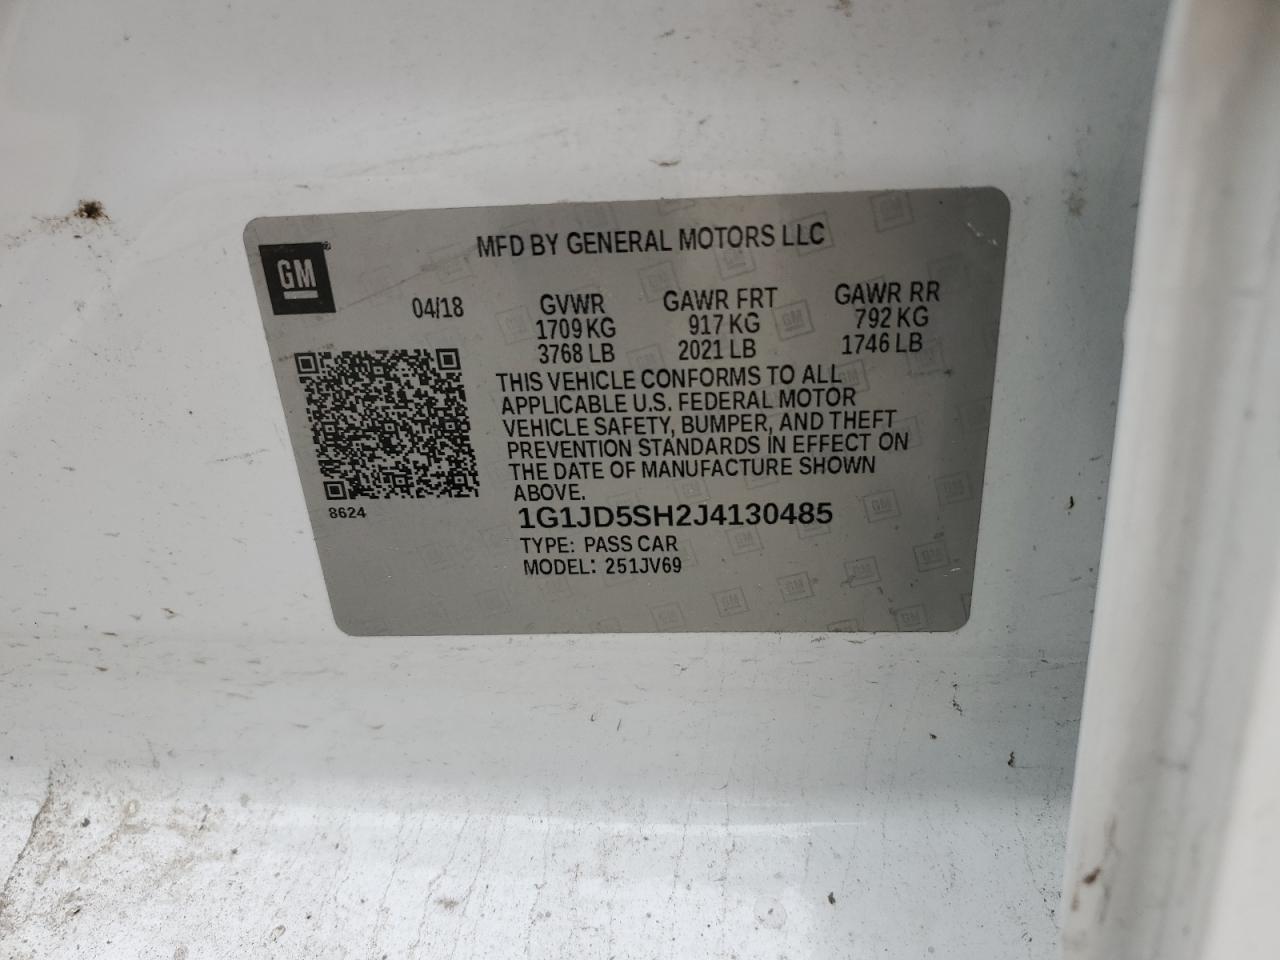 MFD BY GENERAL MOTORS LLC
GM
04/18
GVWR
1709 KG
3768 LB
GAWR FRT
917 KG
2021 LB
GAWR RR
792 KG
1746 LB
THIS VEHICLE CONFORMS TO ALL
APPLICABLE U.S. FEDERAL MOTOR
VEHICLE SAFETY, BUMPER, AND THEFT
PREVENTION STANDARDS IN EFFECT ON
THE DATE OF MANUFACTURE SHOWN
ABOVE.
8624
1G1JD5SH2J4130485
TYPE: PASS CAR
MODEL: 251JV69